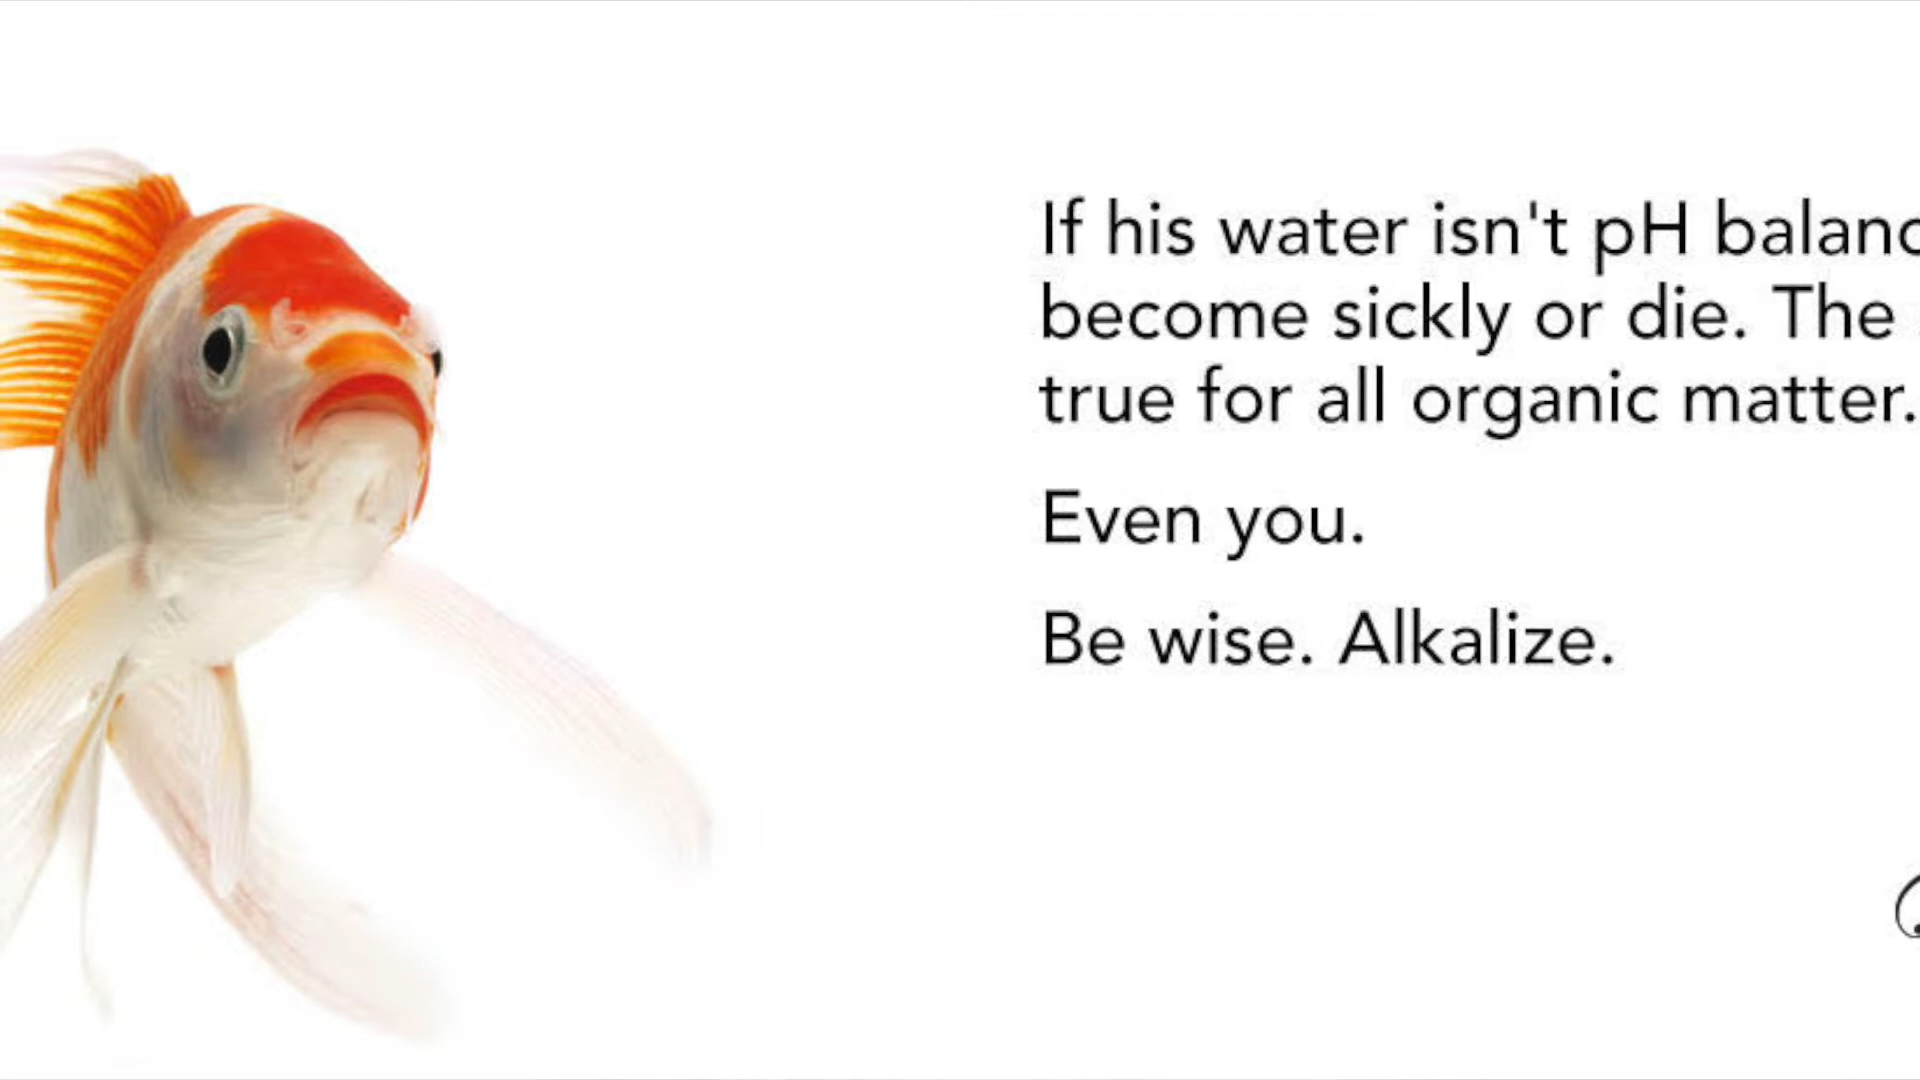 If his water isn't pH balanc
become sickly or die. The
true for all organic matter.
Even you.
Be wise. Alkalize.